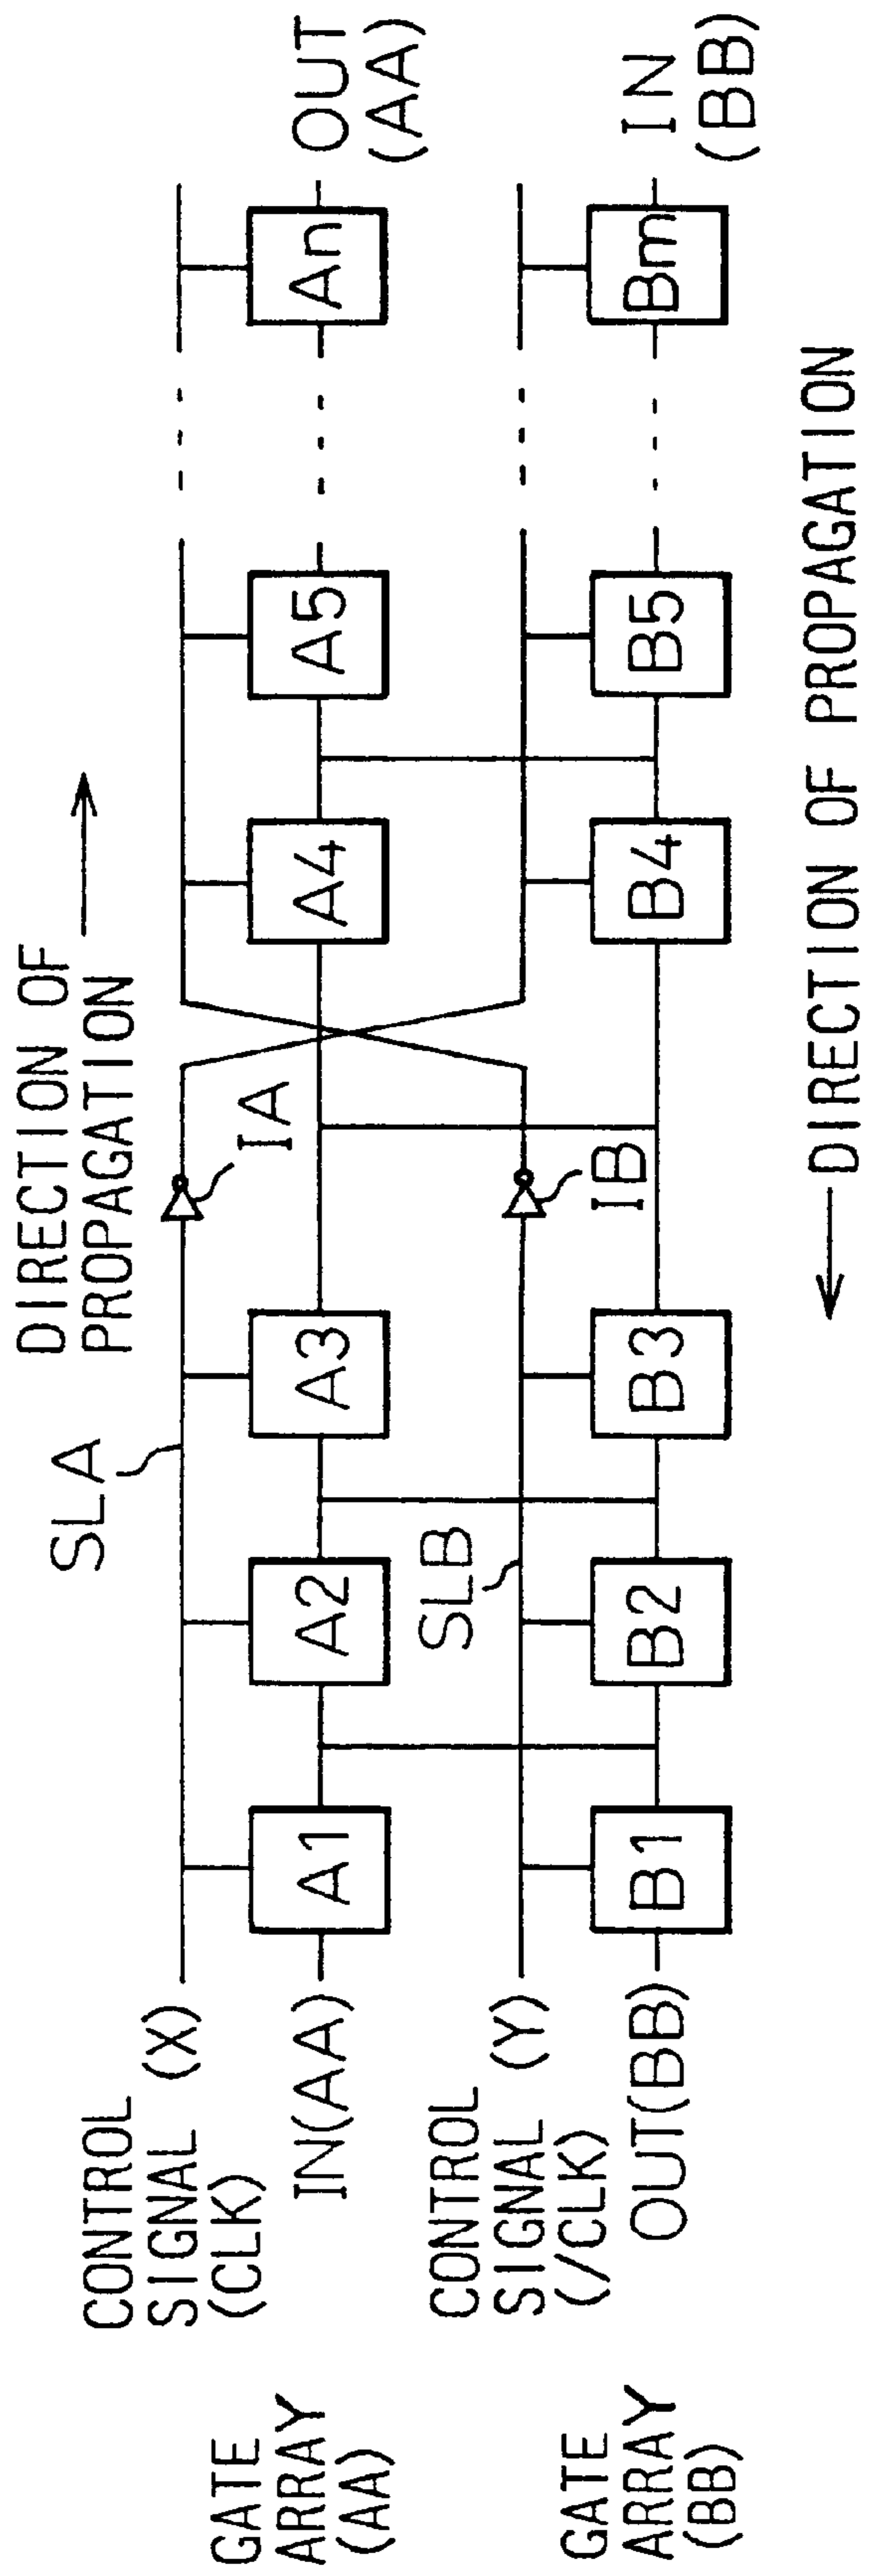 DIRECTION OF
PROPAGATION
SLA
IA
CONTROL
SIGNAL (X)
(CLK)
GATE
ARRAY
(AA)
IN(AA)
A1
A2
A3
A4
A5
An
OUT
(AA)
SLB
IB
CONTROL
SIGNAL (Y)
(/CLK)
GATE
ARRAY
(BB)
OUT(BB)
B1
B2
B3
B4
B5
Bm
IN
(BB)
DIRECTION OF PROPAGATION